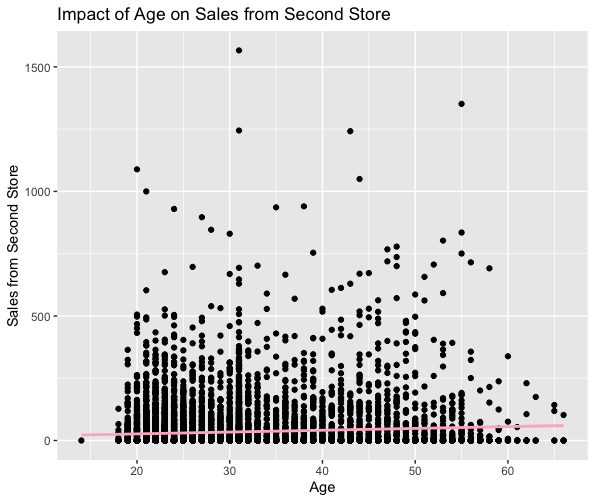 Impact of Age on Sales from Second Store
1500
1000
500
0
Sales from Second Store
20 30 40 50 60
Age